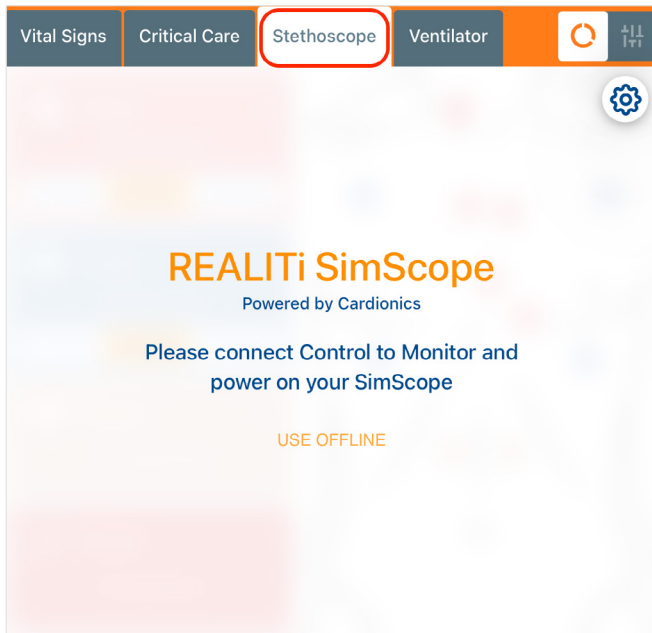 Vital Signs Critical Care Stethoscope Ventilator
REALITi SimScope
Powered by Cardionics
Please connect Control to Monitor and
power on your SimScope
USE OFFLINE